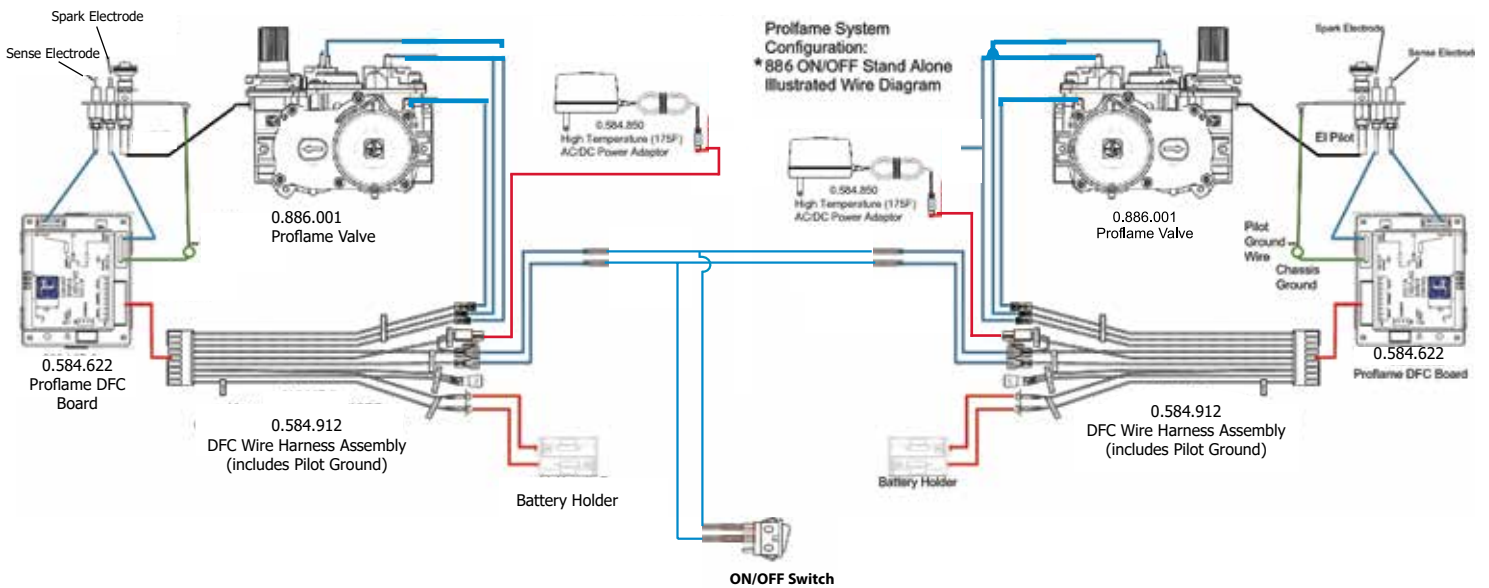 Spark Electrode
Sense Electrode
0.886.001
Proflame Valve
0.584.622
Proflame DFC
Board
0.584.912
DFC Wire Harness Assembly
(includes Pilot Ground)
Battery Holder
0.584.850
High Temperature (175F)
AC/DC Power Adaptor
Prolfame System
Configuration:
*886 ON/OFF Stand Alone
Illustrated Wire Diagram
0.584.850
High Temperature (175F)
AC/DC Power Adaptor
Spark Electrode
Sense Electrode
EI Pilot
0.886.001
Proflame Valve
Pilot
Ground
Wire
Chassis
Ground
0.584.622
Proflame DFC Board
0.584.912
DFC Wire Harness Assembly
(includes Pilot Ground)
Battery Holder
ON/OFF Switch